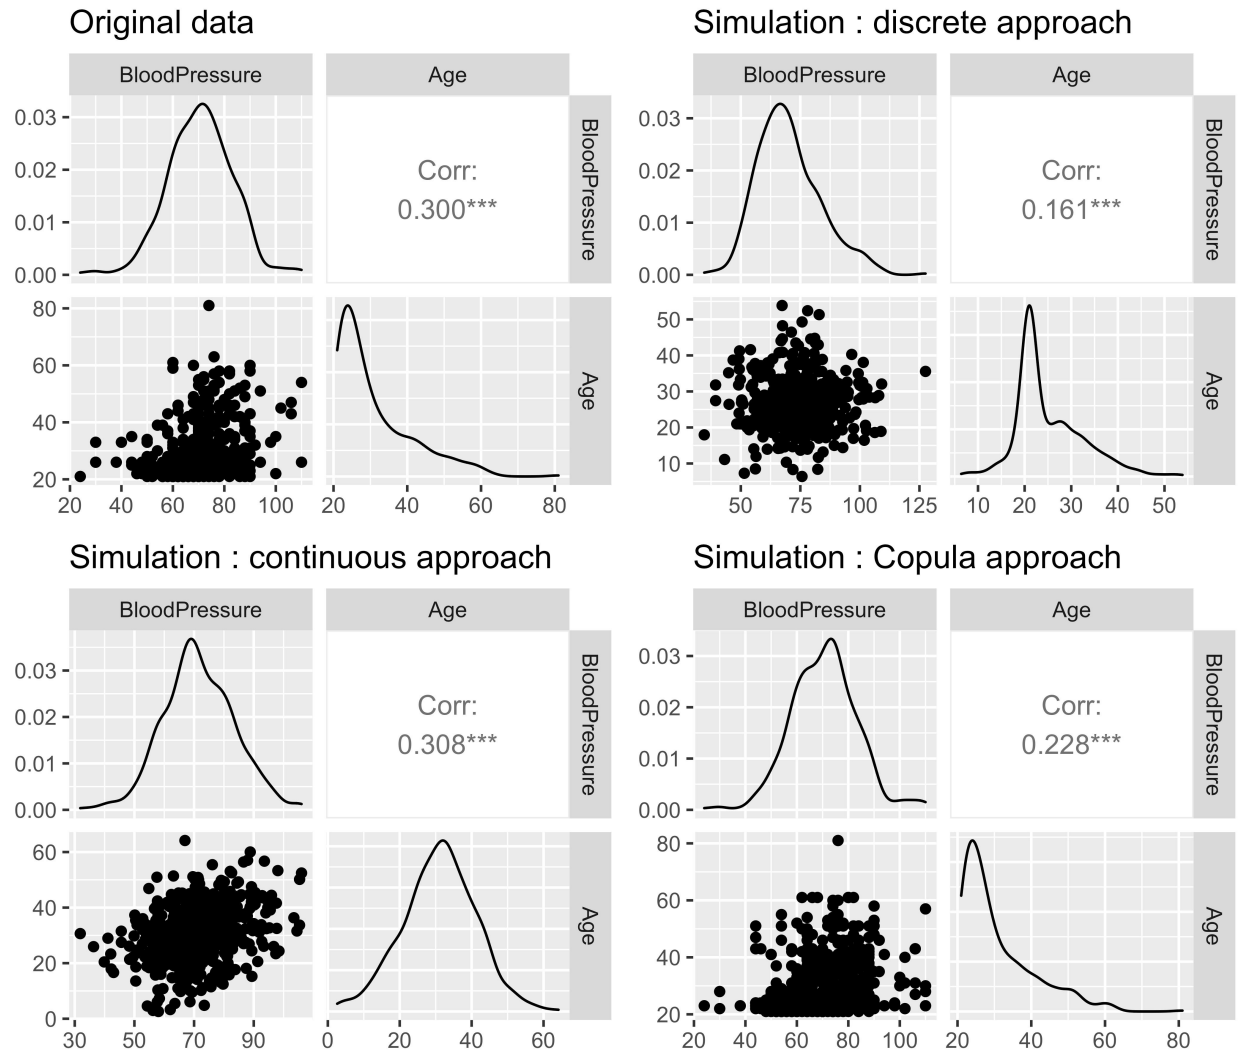 Original data
BloodPressure
Age
0.03
0.02
0.01
0.00
Corr:
0.300***
BloodPressure
80
60
40
20
Age
20 40 60 80 100
20 40 60 80
Simulation : discrete approach
BloodPressure
Age
0.03
0.02
0.01
0.00
Corr:
0.161***
BloodPressure
50
40
30
20
10
Age
50 75 100 125
10 20 30 40 50
Simulation : continuous approach
BloodPressure
Age
0.03
0.02
0.01
0.00
Corr:
0.308***
BloodPressure
60
40
20
0
Age
30 50 70 90
0 20 40 60
Simulation : Copula approach
BloodPressure
Age
0.03
0.02
0.01
0.00
Corr:
0.228***
BloodPressure
80
60
40
20
Age
20 40 60 80 100
20 40 60 80